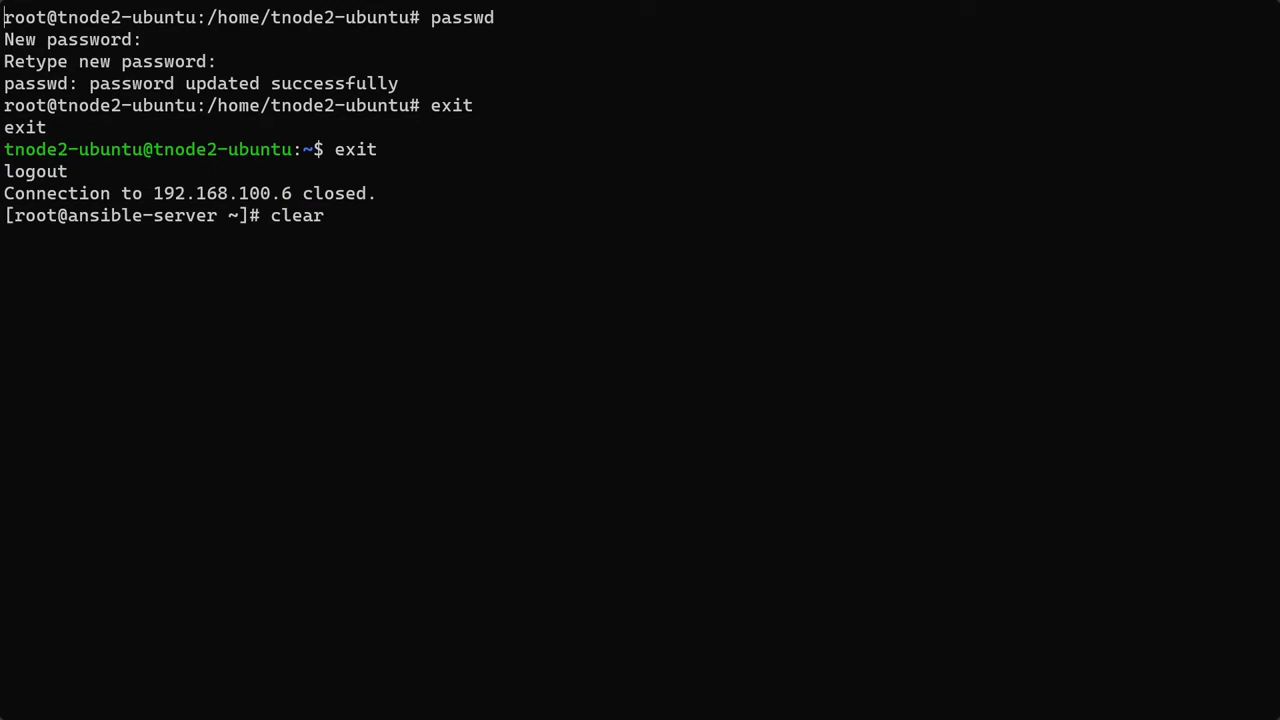 root@tnode2-ubuntu:/home/tnode2-ubuntu# passwd
New password:
Retype new password:
passwd: password updated successfully
root@tnode2-ubuntu:/home/tnode2-ubuntu# exit
exit
tnode2-ubuntu@tnode2-ubuntu:~$ exit
logout
Connection to 192.168.100.6 closed.
[root@ansible-server ~]# clear